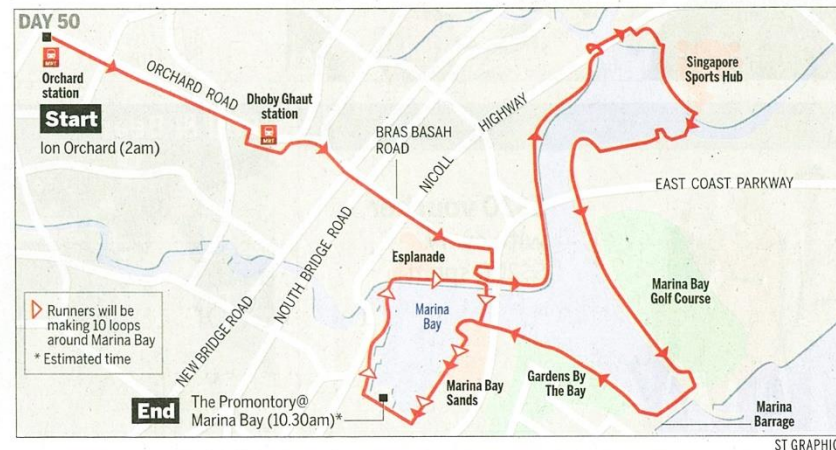 DAY 50
MRT
Orchard
station
Start
Ion Orchard (2am)
ORCHARD ROAD
Dhoby Ghaut
station
MRT
BRAS BASAH
ROAD
NICOLL HIGHWAY
Singapore
Sports Hub
EAST COAST PARKWAY
Esplanade
NOUTH BRIDGE ROAD
NEW BRIDGE ROAD
Marina
Bay
Marina Bay
Golf Course
Runners will be
making 10 loops
around Marina Bay
* Estimated time
Marina Bay
Sands
Gardens By
The Bay
End
The Promontory@
Marina Bay (10.30am)*
Marina
Barrage
ST GRAPHIC